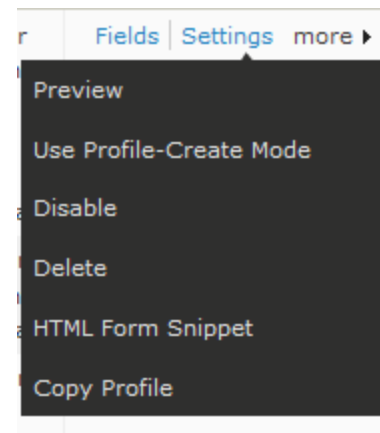 r Fields Settings more
Preview
Use Profile-Create Mode
Disable
Delete
HTML Form Snippet
Copy Profile